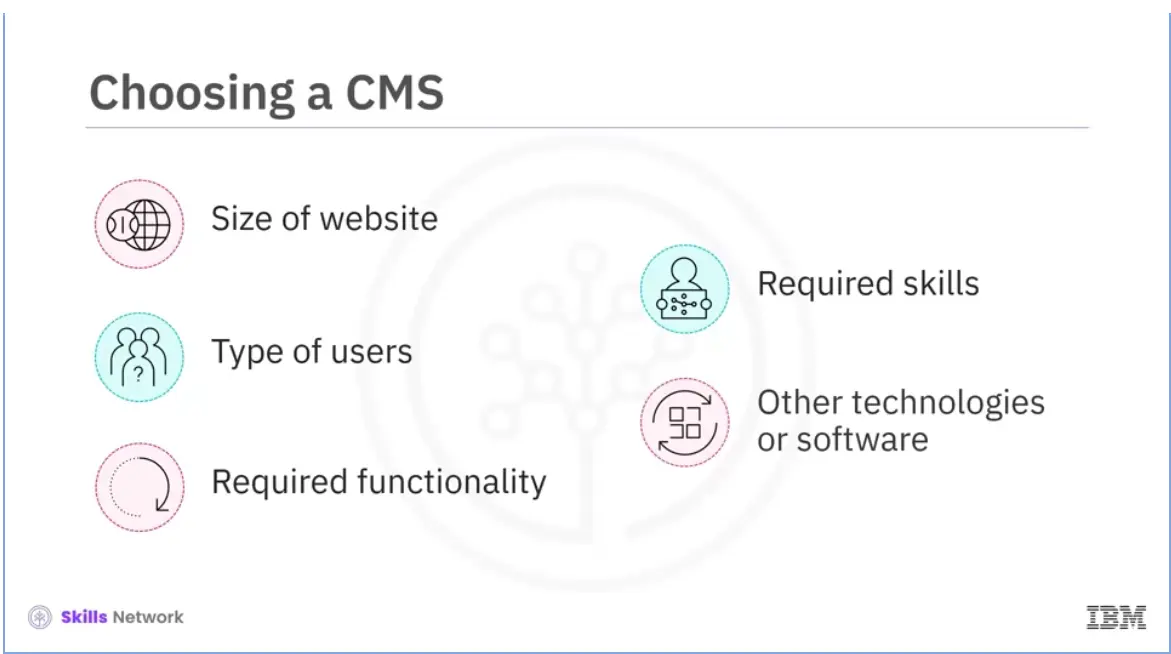 Choosing a CMS
Size of website
Type of users
?
Required functionality
Required skills
Other technologies
or software
Skills Network
IBM